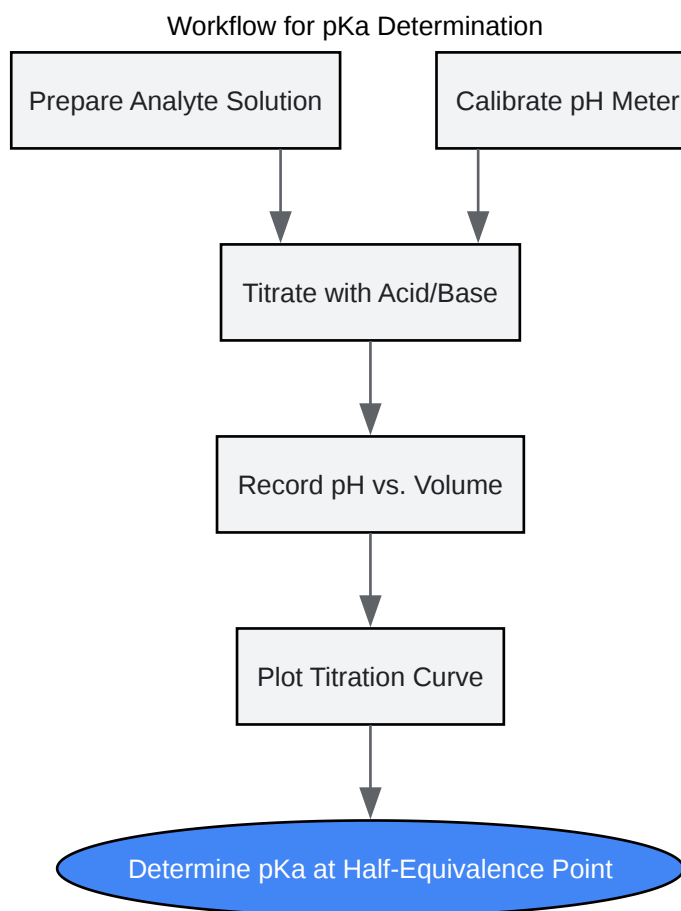 Workflow for pKa Determination
Prepare Analyte Solution
Calibrate pH Meter
Titrate with Acid/Base
Record pH vs. Volume
Plot Titration Curve
Determine pKa at Half-Equivalence Point